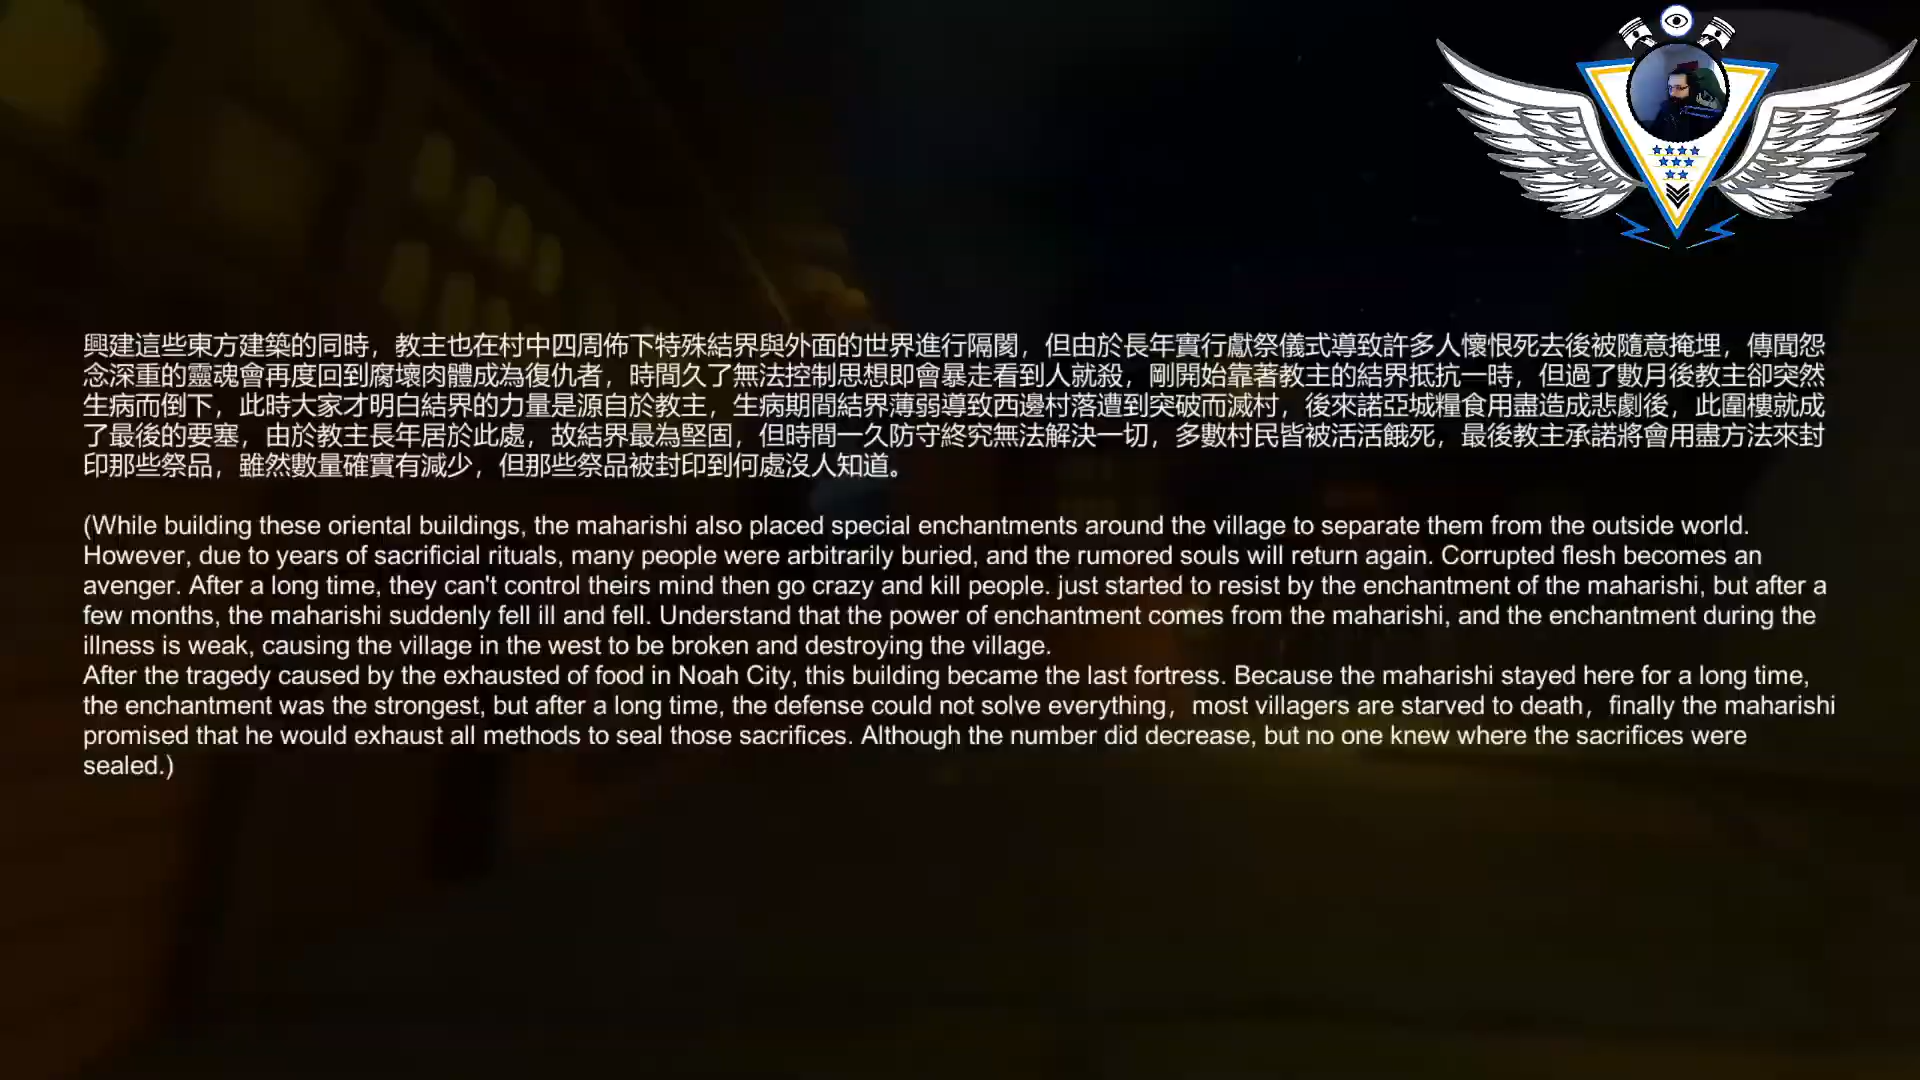 興建這些東方建築的同時，教主也在村中四周佈下特殊結界與外面的世界進行隔閡，但由於長年實行獻祭儀式導致許多人懷恨死去後被隨意掩埋，傳聞怨
念深重的靈魂會再度回到腐壞肉體成為復仇者，時間久了無法控制思想即會暴走看到人就殺，剛開始靠著教主的結界抵抗一時，但過了數月後教主卻突然
生病而倒下，此時大家才明白結界的力量是源自於教主，生病期間結界薄弱導致西邊村落遭到突破而滅村，後來諾亞城糧食用盡造成悲劇後，此圍樓就成
了最後的要塞，由於教主長年居於此處，故結界最為堅固，但時間一久防守終究無法解決一切，多數村民皆被活活餓死，最後教主承諾將會用盡方法來封
印那些祭品，雖然數量確實有減少，但那些祭品被封印到何處沒人知道。
(While building these oriental buildings, the maharishi also placed special enchantments around the village to separate them from the outside world.
However, due to years of sacrificial rituals, many people were arbitrarily buried, and the rumored souls will return again. Corrupted flesh becomes an
avenger. After a long time, they can't control theirs mind then go crazy and kill people. just started to resist by the enchantment of the maharishi, but after a
few months, the maharishi suddenly fell ill and fell. Understand that the power of enchantment comes from the maharishi, and the enchantment during the
illness is weak, causing the village in the west to be broken and destroying the village.
After the tragedy caused by the exhausted of food in Noah City, this building became the last fortress. Because the maharishi stayed here for a long time,
the enchantment was the strongest, but after a long time, the defense could not solve everything，most villagers are starved to death，finally the maharishi
promised that he would exhaust all methods to seal those sacrifices. Although the number did decrease, but no one knew where the sacrifices were
sealed.)